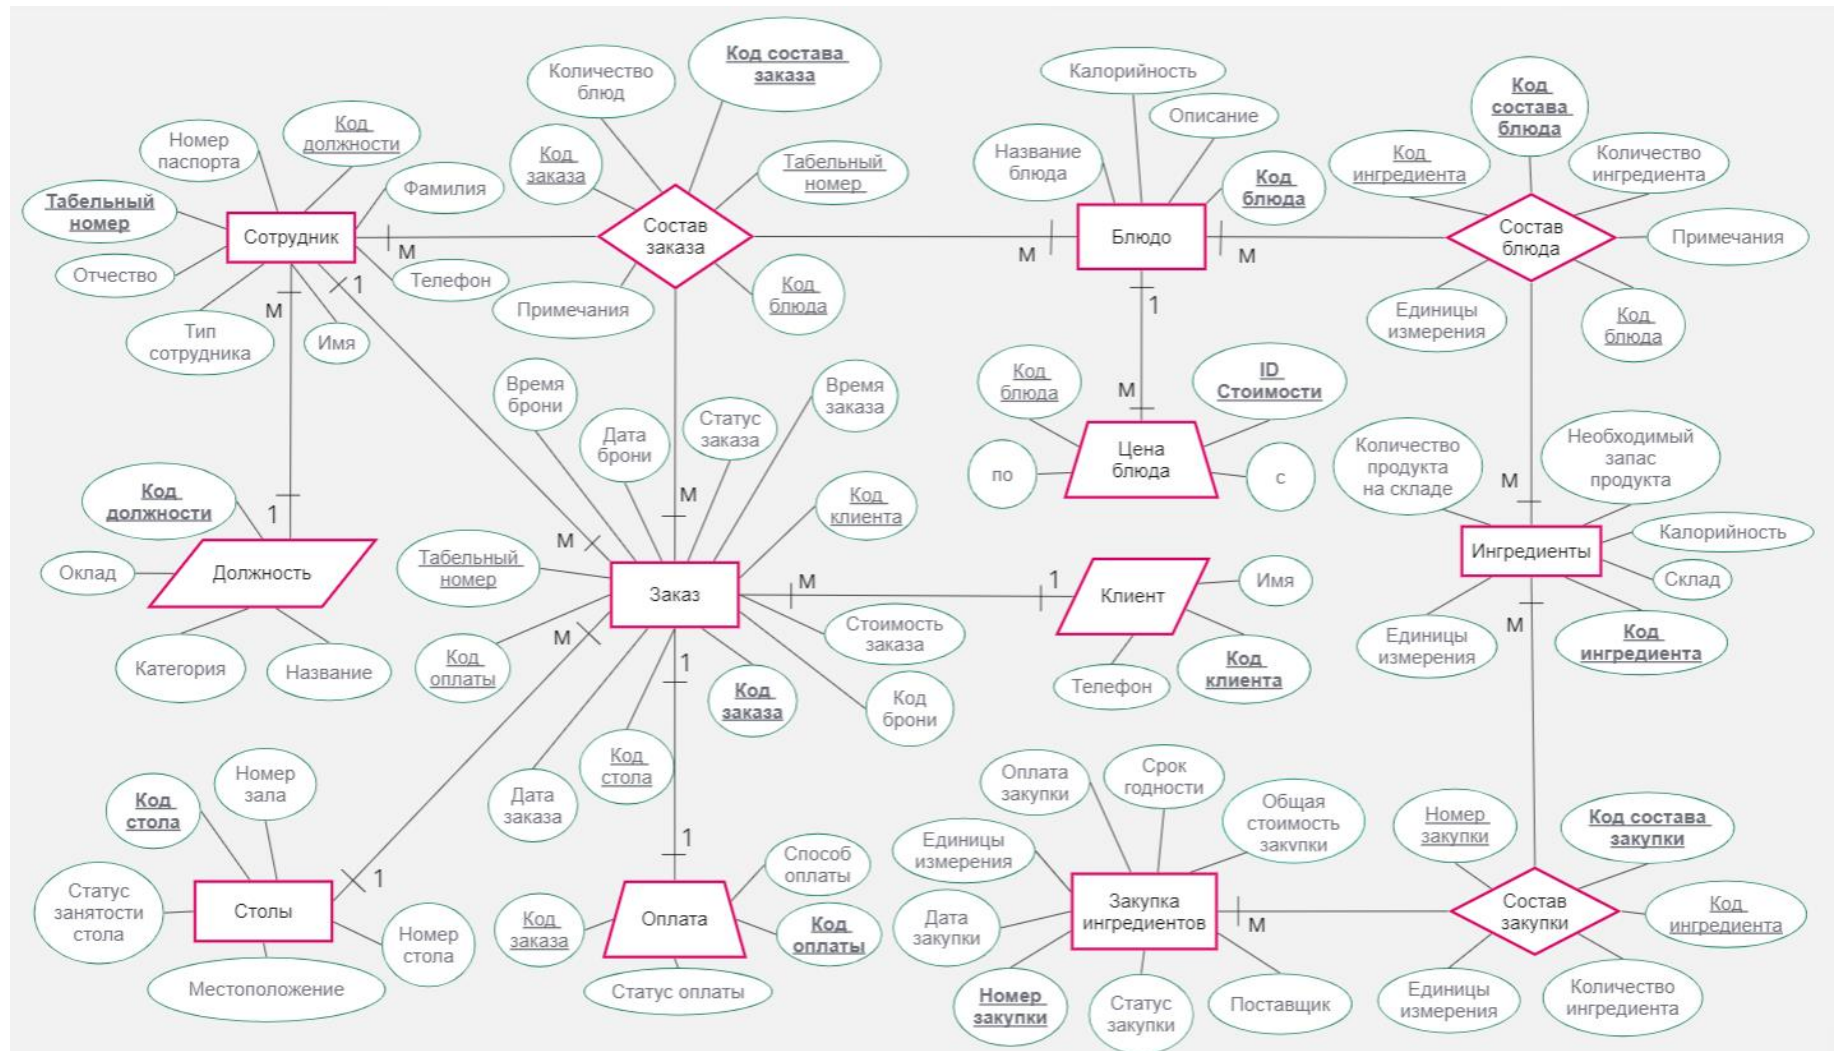 Количество
блюд
Код состава
заказа
Калорийность
Код
состава
блюда
Номер
паспорта
Код
должности
Код
заказа
Табельный
номер
Описание
Название
блюда
Код
ингредиента
Количество
ингредиента
Табельный
номер
Фамилия
Код
блюда
Сотрудник
М
Состав
заказа
М
Блюдо
М
Состав
блюда
Примечания
Отчество
М
1
Телефон
Примечания
Код
блюда
1
Единицы
измерения
Код
блюда
Тип
сотрудника
Имя
Время
брони
Дата
брони
Статус
заказа
Время
заказа
Код
блюда
М
ID
Стоимости
Цена
блюда
по
с
Количество
продукта
на складе
Необходимый
запас
продукта
М
Код
должности
1
М
Код
клиента
М
Табельный
номер
Оклад
Должность
Заказ
М
1
Клиент
Имя
Ингредиенты
Калорийность
Склад
М
Категория
Название
Код
оплаты
1
Стоимость
заказа
Код
заказа
Код
брони
Телефон
Код
клиента
Единицы
измерения
М
Код
ингредиента
Код
стола
Номер
зала
Дата
заказа
Код
стола
Оплата
закупки
Срок
годности
Общая
стоимость
закупки
Номер
закупки
Код состава
закупки
Статус
занятости
стола
Столы
1
Номер
стола
Местоположение
1
Способ
оплаты
Код
заказа
Оплата
Код
оплаты
Статус оплаты
Единицы
измерения
Дата
закупки
Закупка
ингредиентов
М
Состав
закупки
Код
ингредиента
Номер
закупки
Статус
закупки
Поставщик
Единицы
измерения
Количество
ингредиента